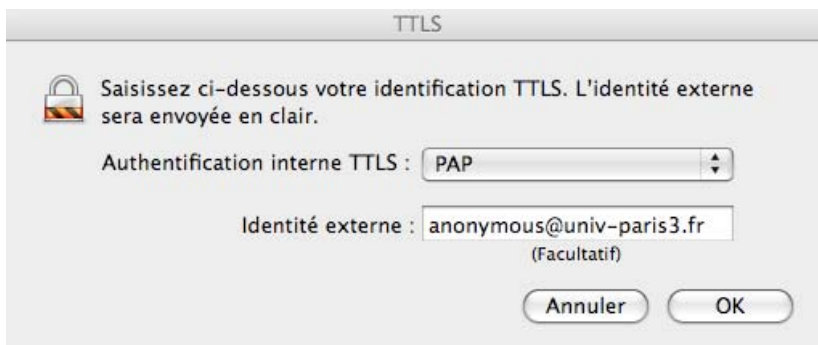 TTLS
Saisissez ci-dessous votre identification TTLS. L'identité externe
sera envoyée en clair.
Authentification interne TTLS : PAP
Identité externe : anonymous@univ-paris3.fr
(Facultatif)
Annuler OK